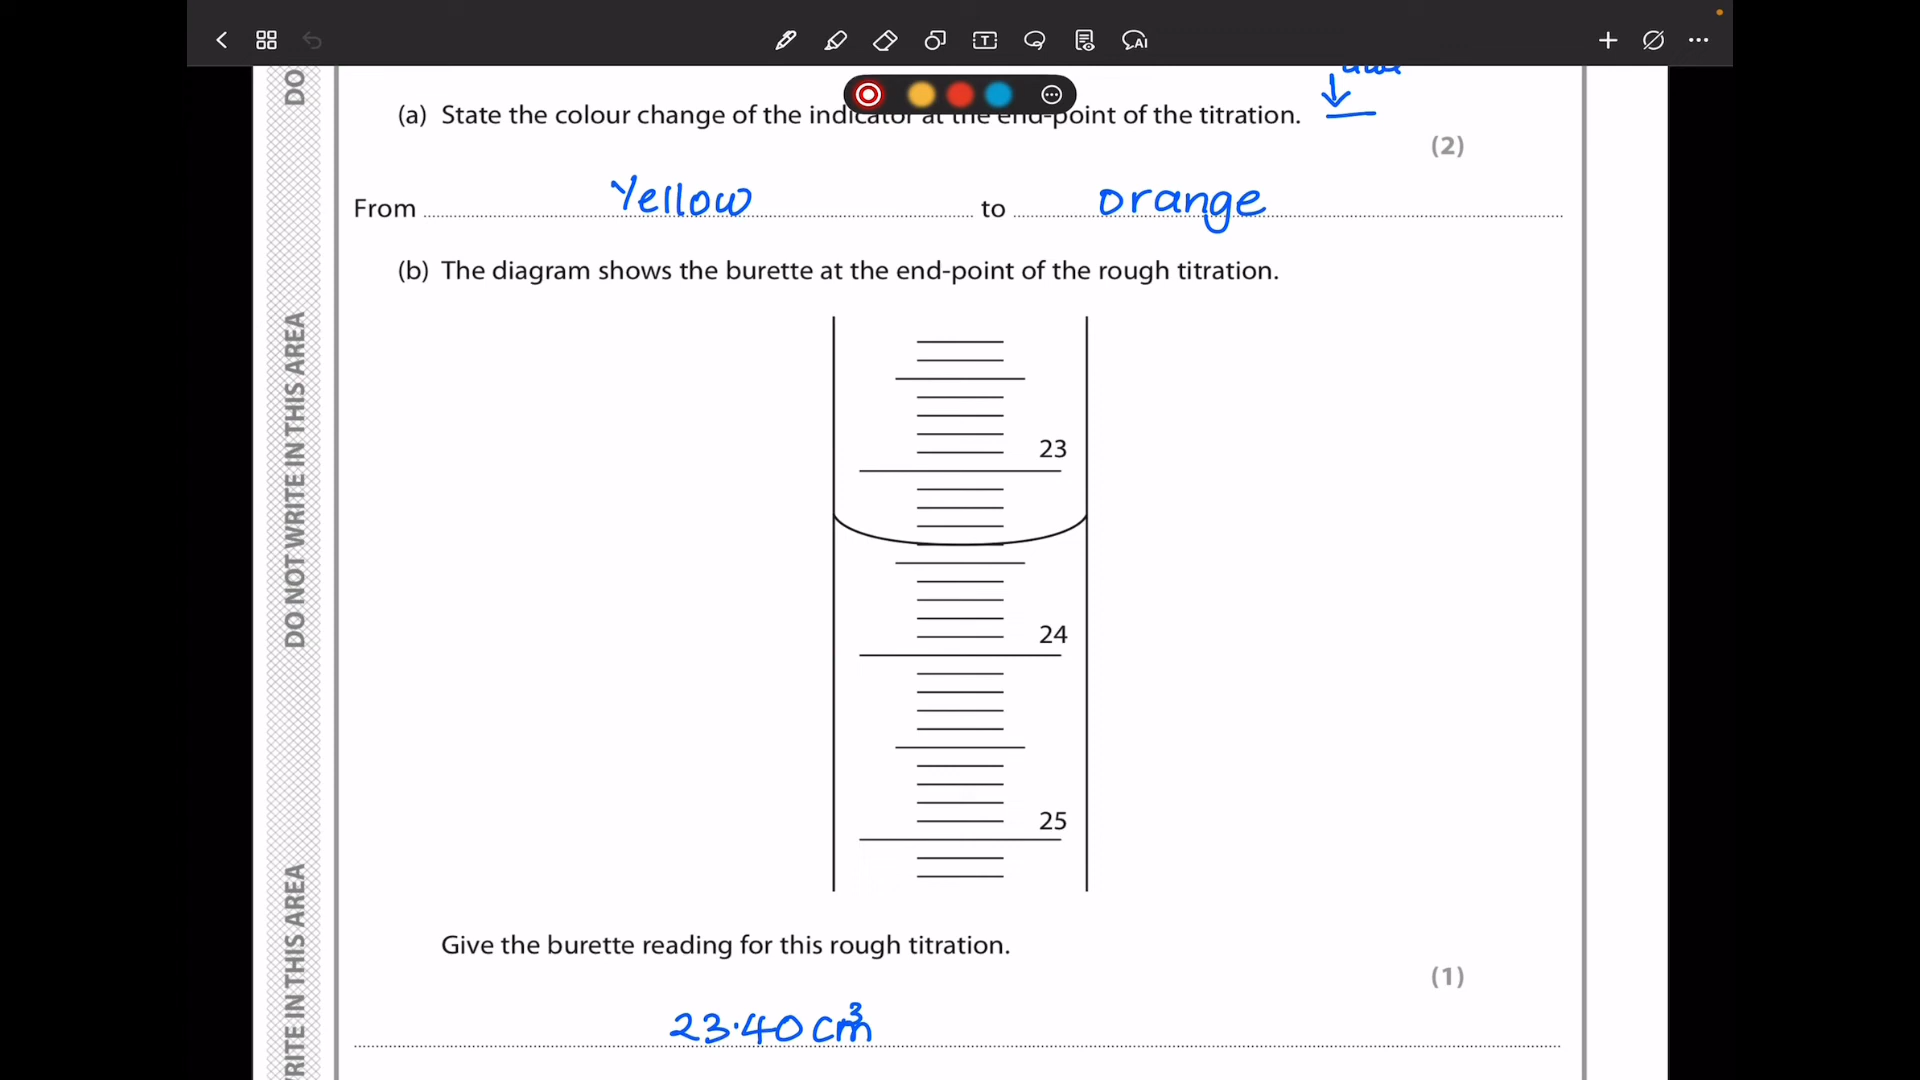 T
AI
DO
(a) State the colour change of the indicator at the end-point of the titration.
(2)
From Yellow to orange
(b) The diagram shows the burette at the end-point of the rough titration.
DO NOT WRITE IN THIS AREA
23
24
25
Give the burette reading for this rough titration.
(1)
WRITE IN THIS AREA
23.40 cm³